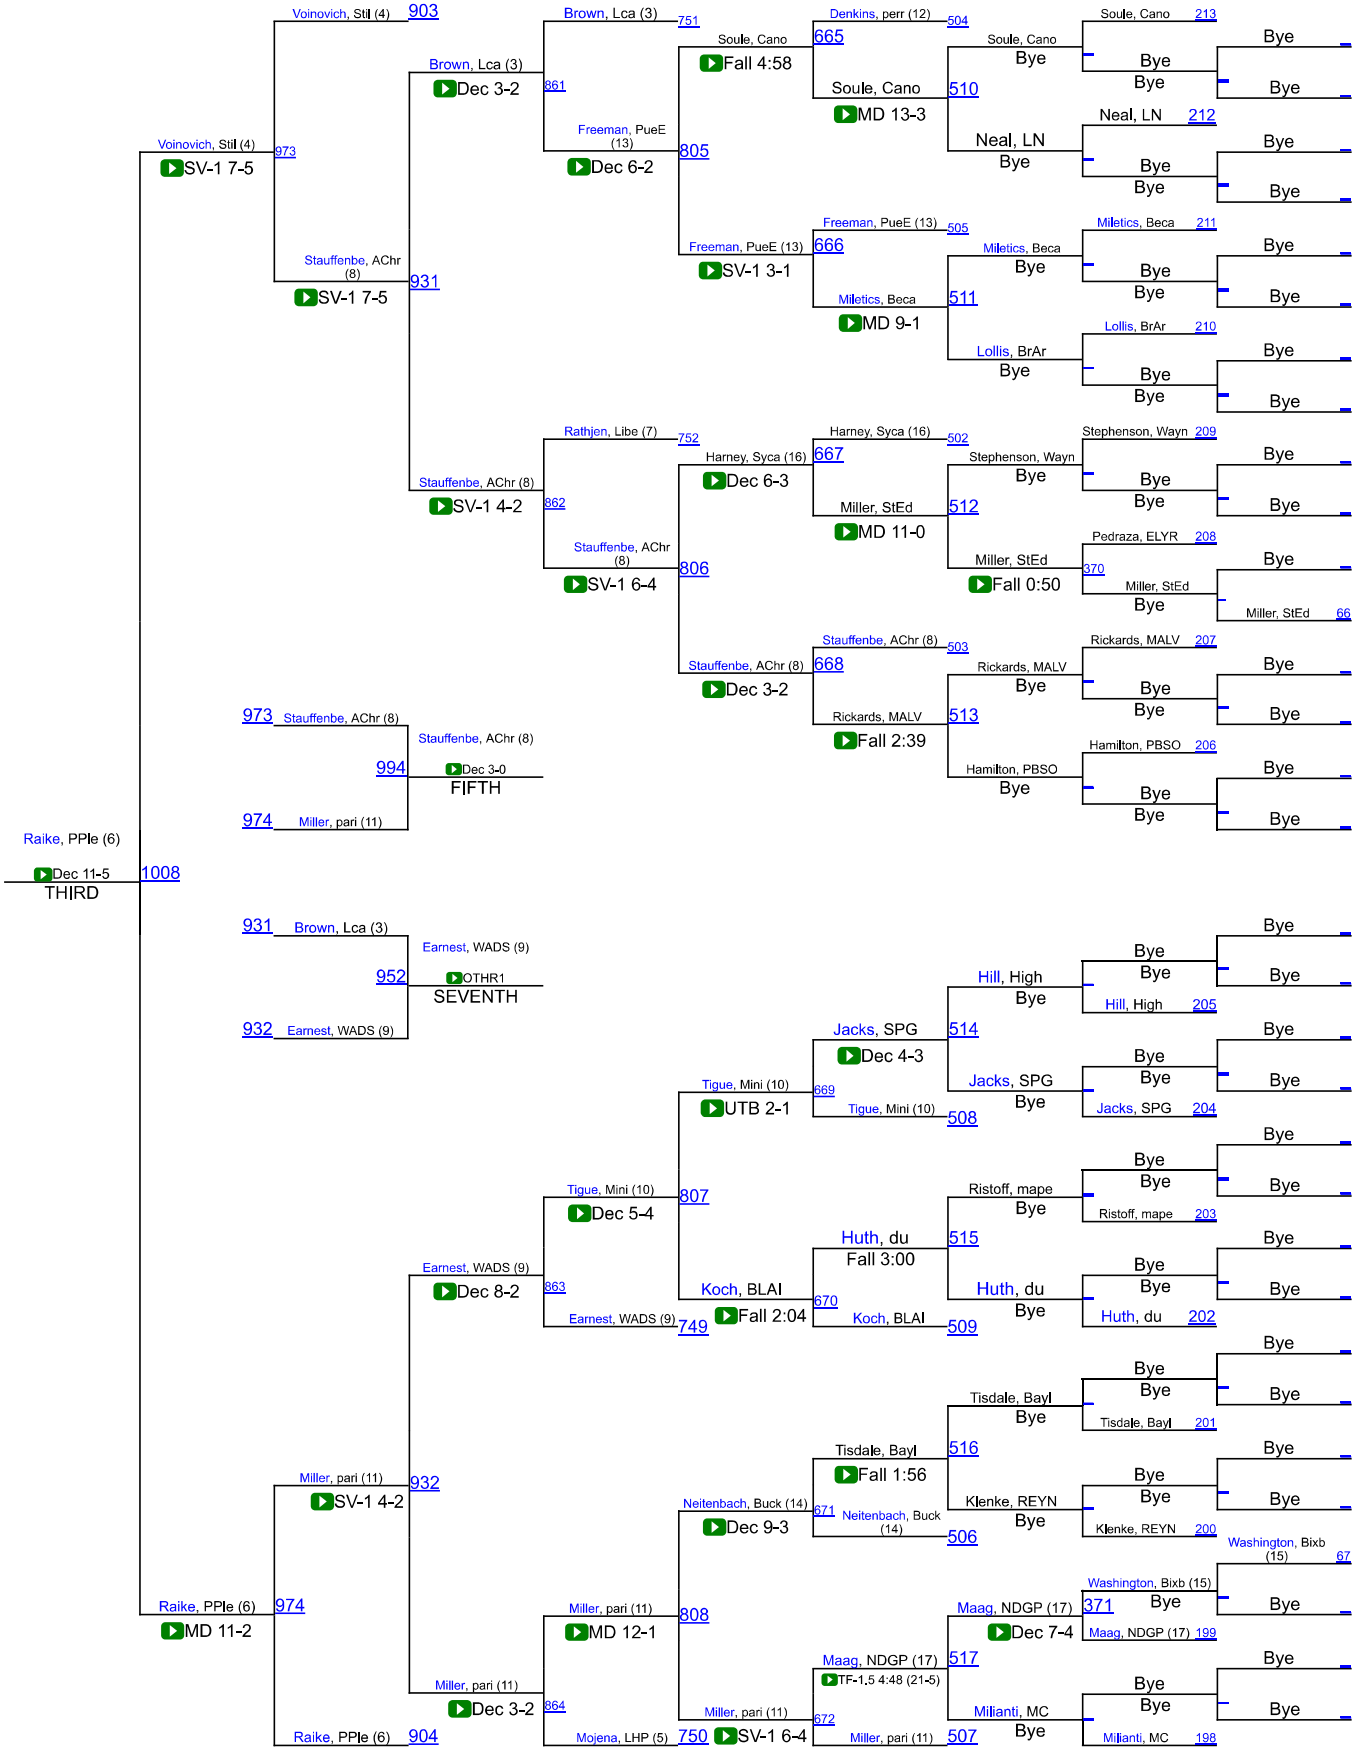 Voinovich, Stil (4) 903 Brown, Lca (3) 751 Denkins, perr (12) 504 Soule, Cano 213
Soule, Cano 665 Soule, Cano Bye
Fall 4:58 Bye Bye
Brown, Lca (3) Bye
Dec 3-2 861 Soule, Cano 510 Bye
MD 13-3 Neal, LN 212
Freeman, PueE Neal, LN Bye
(13) 805 Bye Bye
Voinovich, Stil (4) 973 Dec 6-2 Bye
SV-1 7-5 Bye
Freeman, PueE (13) 505 Miletics, Beca 211
Freeman, PueE (13) 666 Miletics, Beca Bye
SV-1 3-1 Bye Bye
Stauffenbe, AChr Bye
(8) 931 Miletics, Beca 511 Bye
SV-1 7-5 MD 9-1 Lollis, BrAr 210
Lollis, BrAr Bye
Bye Bye
Bye
Bye
Rathjen, Libe (7) 752 Harney, Syca (16) 502 Stephenson, Wayn 209
Harney, Syca (16) 667 Stephenson, Wayn Bye
Dec 6-3 Bye Bye
Stauffenbe, AChr (8) 862 Bye
SV-1 4-2 Miller, StEd 512 Bye
MD 11-0 Pedraza, ELYR 208
Stauffenbe, AChr Miller, StEd 370 Bye
(8) 806 Fall 0:50 Miller, StEd
SV-1 6-4 Bye
Miller, StEd 66
Stauffenbe, AChr (8) 503 Rickards, MALV 207
Stauffenbe, AChr (8) 668 Rickards, MALV Bye
Dec 3-2 Bye Bye
Bye
973 Stauffenbe, AChr (8) Rickards, MALV 513 Bye
Stauffenbe, AChr (8) Fall 2:39 Hamilton, PBSO 206
994 Dec 3-0 Hamilton, PBSO Bye
FIFTH Bye Bye
Bye
974 Miller, pari (11) Bye
Raike, PPle (6)
Dec 11-5 1008
THIRD
931 Brown, Lca (3) Bye
Earnest, WADS (9) Bye
952 OTHR1 Hill, High Bye Bye
SEVENTH Bye
Hill, High 205
932 Earnest, WADS (9) Jacks, SPG 514 Bye
Dec 4-3 Bye
Tigue, Mini (10) 669 Jacks, SPG Bye Bye
UTB 2-1 Bye
Tigue, Mini (10) 508 Jacks, SPG 204
Bye
Bye
Tigue, Mini (10) 807 Ristoff, mape Bye Bye
Dec 5-4 Bye
Ristoff, mape 203
Huth, du 515 Bye
Fall 3:00 Bye
Earnest, WADS (9) 863 Koch, BLAI 670 Huth, du Bye Bye
Dec 8-2 Fall 2:04 Bye
Earnest, WADS (9) 749 Koch, BLAI 509 Huth, du 202
Bye
Bye
Tisdale, Bayl Bye Bye
Bye
Tisdale, Bayl 201
Tisdale, Bayl 516 Bye
Fall 1:56 Bye
Miller, pari (11) 932 Neitenbach, Buck (14) 671 Klenke, REYN Bye Bye
SV-1 4-2 Dec 9-3 Bye
Neitenbach, Buck
(14) 506 Klenke, REYN 200
Washington, Bixb
(15) 67
Washington, Bixb (15)
Raike, PPle (6) 974 Miller, pari (11) 808 Maag, NDGP (17) 371 Bye Bye
MD 11-2 MD 12-1 Dec 7-4
Maag, NDGP (17) 199
Maag, NDGP (17) 517 Bye
TF-1.5 4:48 (21-5) Bye
Miller, pari (11) 864 Miller, pari (11) 672 Milianti, MC Bye Bye
Dec 3-2 SV-1 6-4 Bye
Raike, PPle (6) 904 Mojena, LHP (5) 750 Miller, pari (11) 507 Milianti, MC 198